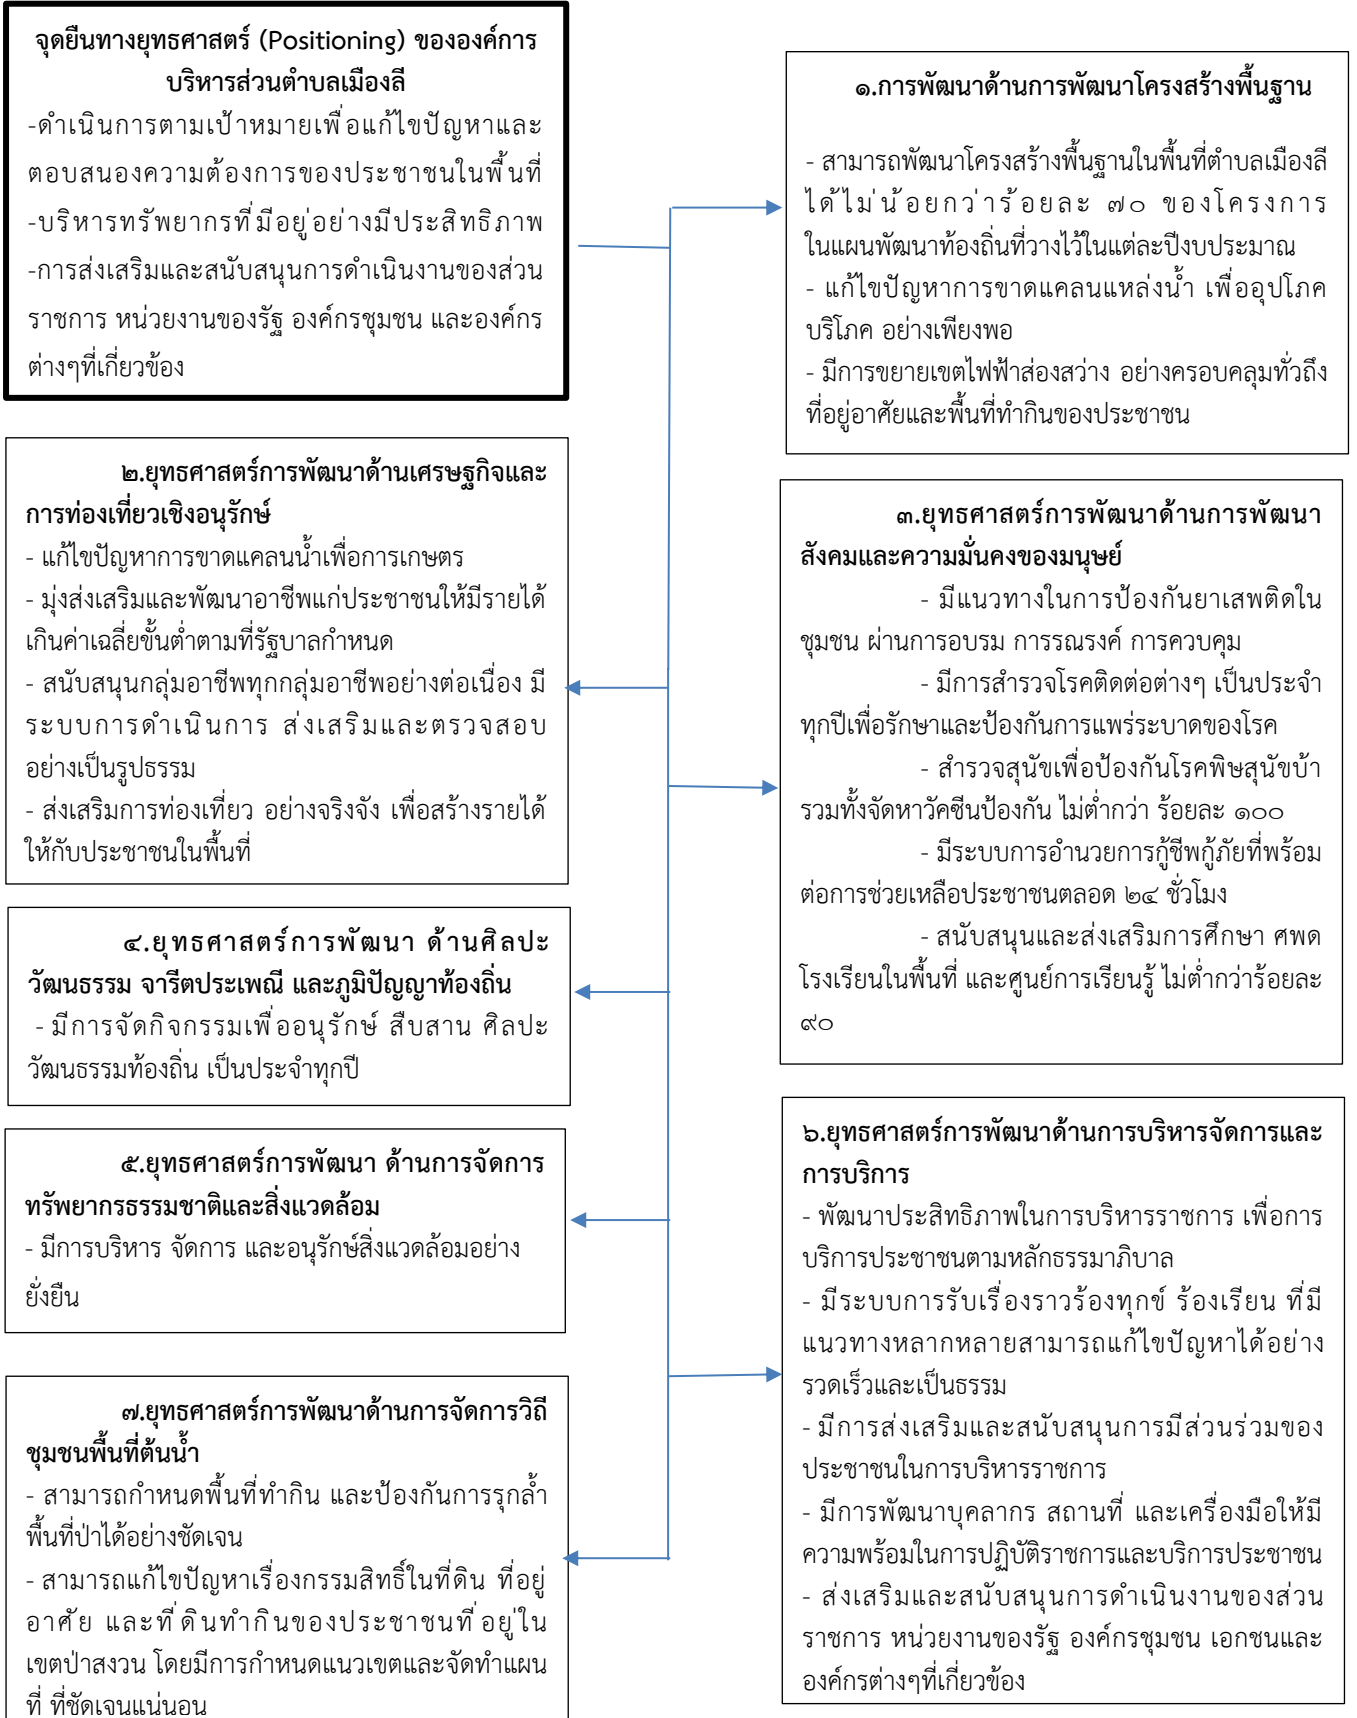 จุดยืนทางยุทธศาสตร์ (Positioning) ขององค์การ
บริหารส่วนตำบลเมืองลี
-ดำเนินการตามเป้าหมายเพื่อแก้ไขปัญหาและ
ตอบสนองความต้องการของประชาชนในพื้นที่
-บริหารทรัพยากรที่มีอยู่อย่างมีประสิทธิภาพ
-การส่งเสริมและสนับสนุนการดำเนินงานของส่วน
ราชการ หน่วยงานของรัฐ องค์กรชุมชน และองค์กร
ต่างๆที่เกี่ยวข้อง
๑.การพัฒนาด้านการพัฒนาโครงสร้างพื้นฐาน
- สามารถพัฒนาโครงสร้างพื้นฐานในพื้นที่ตำบลเมืองลี
ได้ไม่น้อยกว่าร้อยละ ๗๐ ของโครงการ
ในแผนพัฒนาท้องถิ่นที่วางไว้ในแต่ละปีงบประมาณ
- แก้ไขปัญหาการขาดแคลนแหล่งน้ำ เพื่ออุปโภค
บริโภค อย่างเพียงพอ
- มีการขยายเขตไฟฟ้าส่องสว่าง อย่างครอบคลุมทั่วถึง
ที่อยู่อาศัยและพื้นที่ทำกินของประชาชน
๒.ยุทธศาสตร์การพัฒนาด้านเศรษฐกิจและ
การท่องเที่ยวเชิงอนุรักษ์
- แก้ไขปัญหาการขาดแคลนน้ำเพื่อการเกษตร
- มุ่งส่งเสริมและพัฒนาอาชีพแก่ประชาชนให้มีรายได้
เกินค่าเฉลี่ยขั้นต่ำตามที่รัฐบาลกำหนด
- สนับสนุนกลุ่มอาชีพทุกกลุ่มอาชีพอย่างต่อเนื่อง มี
ระบบการดำเนินการ ส่งเสริมและตรวจสอบ
อย่างเป็นรูปธรรม
- ส่งเสริมการท่องเที่ยว อย่างจริงจัง เพื่อสร้างรายได้
ให้กับประชาชนในพื้นที่
๓.ยุทธศาสตร์การพัฒนาด้านการพัฒนา
สังคมและความมั่นคงของมนุษย์
- มีแนวทางในการป้องกันยาเสพติดใน
ชุมชน ผ่านการอบรม การรณรงค์ การควบคุม
- มีการสำรวจโรคติดต่อต่างๆ เป็นประจำ
ทุกปีเพื่อรักษาและป้องกันการแพร่ระบาดของโรค
- สำรวจสุนัขเพื่อป้องกันโรคพิษสุนัขบ้า
รวมทั้งจัดหาวัคซีนป้องกัน ไม่ต่ำกว่า ร้อยละ ๑๐๐
- มีระบบการอำนวยการกู้ชีพกู้ภัยที่พร้อม
ต่อการช่วยเหลือประชาชนตลอด ๒๔ ชั่วโมง
- สนับสนุนและส่งเสริมการศึกษา ศพด
โรงเรียนในพื้นที่ และศูนย์การเรียนรู้ ไม่ต่ำกว่าร้อยละ
๙๐
๔.ยุทธศาสตร์การพัฒนา ด้านศิลปะ
วัฒนธรรม จารีตประเพณี และภูมิปัญญาท้องถิ่น
- มีการจัดกิจกรรมเพื่ออนุรักษ์ สืบสาน ศิลปะ
วัฒนธรรมท้องถิ่น เป็นประจำทุกปี
๕.ยุทธศาสตร์การพัฒนา ด้านการจัดการ
ทรัพยากรธรรมชาติและสิ่งแวดล้อม
- มีการบริหาร จัดการ และอนุรักษ์สิ่งแวดล้อมอย่าง
ยั่งยืน
๖.ยุทธศาสตร์การพัฒนาด้านการบริหารจัดการและ
การบริการ
- พัฒนาประสิทธิภาพในการบริหารราชการ เพื่อการ
บริการประชาชนตามหลักธรรมาภิบาล
- มีระบบการรับเรื่องราวร้องทุกข์ ร้องเรียน ที่มี
แนวทางหลากหลายสามารถแก้ไขปัญหาได้อย่าง
รวดเร็วและเป็นธรรม
- มีการส่งเสริมและสนับสนุนการมีส่วนร่วมของ
ประชาชนในการบริหารราชการ
- มีการพัฒนาบุคลากร สถานที่ และเครื่องมือให้มี
ความพร้อมในการปฏิบัติราชการและบริการประชาชน
- ส่งเสริมและสนับสนุนการดำเนินงานของส่วน
ราชการ หน่วยงานของรัฐ องค์กรชุมชน เอกชนและ
องค์กรต่างๆที่เกี่ยวข้อง
๗.ยุทธศาสตร์การพัฒนาด้านการจัดการวิถี
ชุมชนพื้นที่ต้นน้ำ
- สามารถกำหนดพื้นที่ทำกิน และป้องกันการรุกล้ำ
พื้นที่ป่าได้อย่างชัดเจน
- สามารถแก้ไขปัญหาเรื่องกรรมสิทธิ์ในที่ดิน ที่อยู่
อาศัย และที่ดินทำกินของประชาชนที่อยู่ใน
เขตป่าสงวน โดยมีการกำหนดแนวเขตและจัดทำแผน
ที่ ที่ชัดเจนแน่นอน